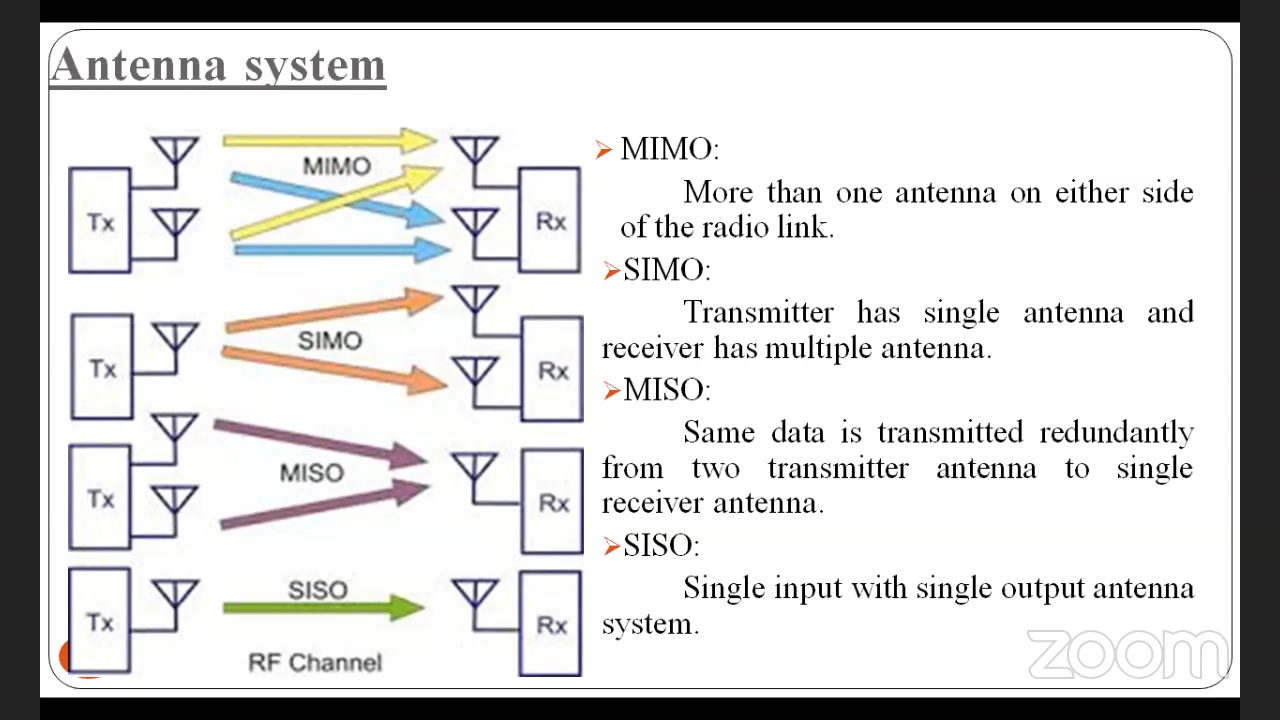 Antenna system
MIMO
Tx
Rx
SIMO
Tx
Rx
MISO
Tx
Rx
SISO
Tx
Rx
RF Channel
MIMO:
More than one antenna on either side
of the radio link.
SIMO:
Transmitter has single antenna and
receiver has multiple antenna.
MISO:
Same data is transmitted redundantly
from two transmitter antenna to single
receiver antenna.
SISO:
Single input with single output antenna
system.
zoom